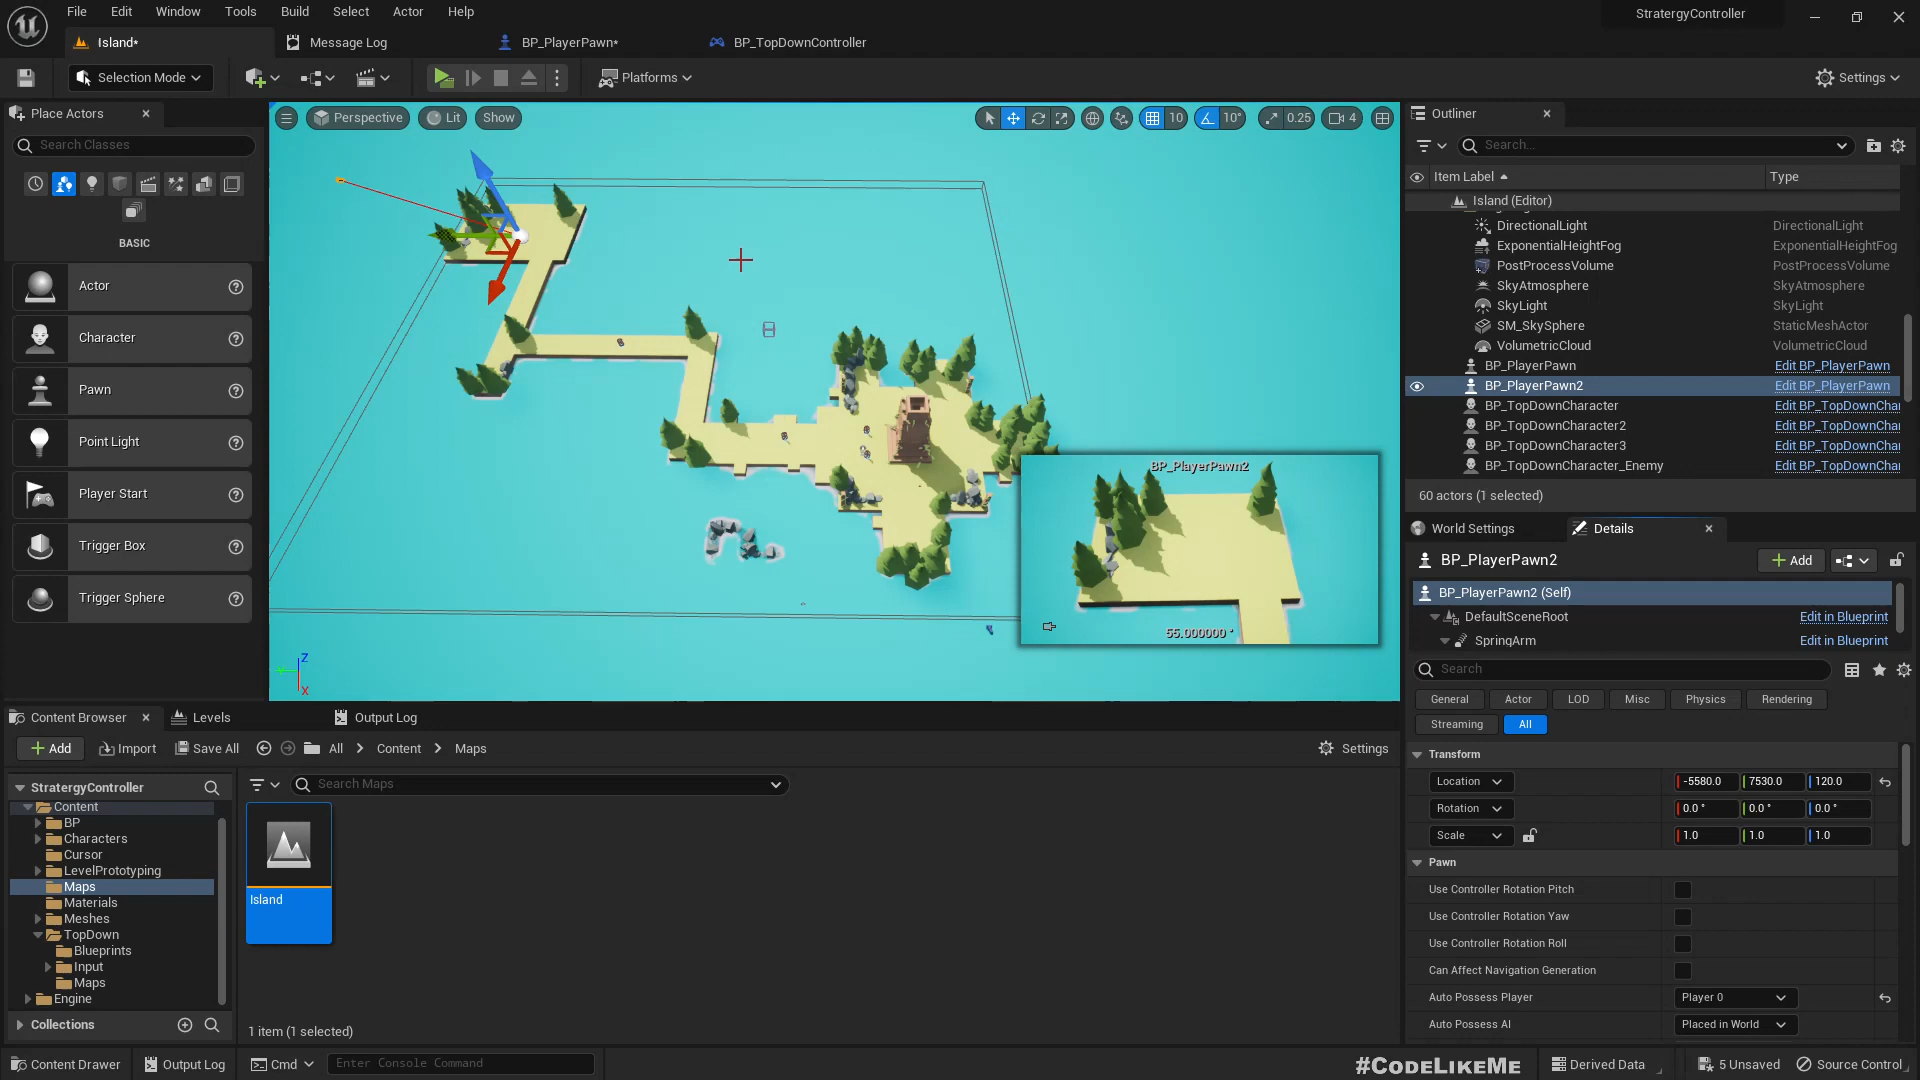 File Edit Window Tools Build Select Actor Help
StratergyController
Island*
Message Log
BP_PlayerPawn*
BP_TopDownController
Selection Mode
Platforms
Settings
Place Actors
Search Classes
BASIC
Actor
Character
Pawn
Point Light
Player Start
Trigger Box
Trigger Sphere
Perspective
Lit
Show
10
10°
0.25
4
BP_PlayerPawn2
55.000000 °
Z
X
Outliner
Search...
Item Label
Type
Island (Editor)
DirectionalLight DirectionalLight
ExponentialHeightFog ExponentialHeightFog
PostProcessVolume PostProcessVolume
SkyAtmosphere SkyAtmosphere
SkyLight SkyLight
SM_SkySphere StaticMeshActor
VolumetricCloud VolumetricCloud
BP_PlayerPawn Edit BP_PlayerPawn
BP_PlayerPawn2 Edit BP_PlayerPawn
BP_TopDownCharacter Edit BP_TopDownChar
BP_TopDownCharacter2 Edit BP_TopDownChar
BP_TopDownCharacter3 Edit BP_TopDownChar
BP_TopDownCharacter_Enemy Edit BP_TopDownChar
60 actors (1 selected)
World Settings
Details
BP_PlayerPawn2
Add
BP_PlayerPawn2 (Self)
DefaultSceneRoot Edit in Blueprint
SpringArm Edit in Blueprint
Search
General Actor LOD Misc Physics Rendering
Streaming All
Transform
Location -5580.0 7530.0 120.0
Rotation 0.0 ° 0.0 ° 0.0 °
Scale 1.0 1.0 1.0
Pawn
Use Controller Rotation Pitch
Use Controller Rotation Yaw
Use Controller Rotation Roll
Can Affect Navigation Generation
Auto Possess Player Player 0
Auto Possess AI Placed in World
Content Browser
Levels
Output Log
Add
Import
Save All
All
Content
Maps
Settings
StratergyController
Content
BP
Characters
Cursor
LevelPrototyping
Maps
Materials
Meshes
TopDown
Blueprints
Input
Maps
Engine
Collections
Search Maps
Island
1 item (1 selected)
Content Drawer
Output Log
Cmd
Enter Console Command
#CODELIKEME
Derived Data
5 Unsaved
Source Control